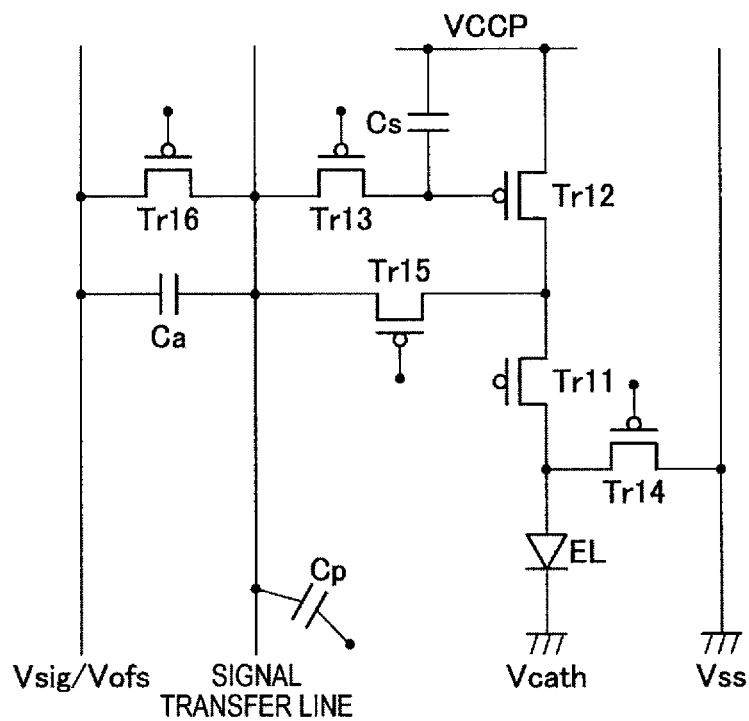 VCCP
Cs
Tr16
Tr13
Tr12
Tr15
Ca
Tr11
Tr14
EL
Cp
Vsig/Vofs
SIGNAL
TRANSFER LINE
Vcath
Vss